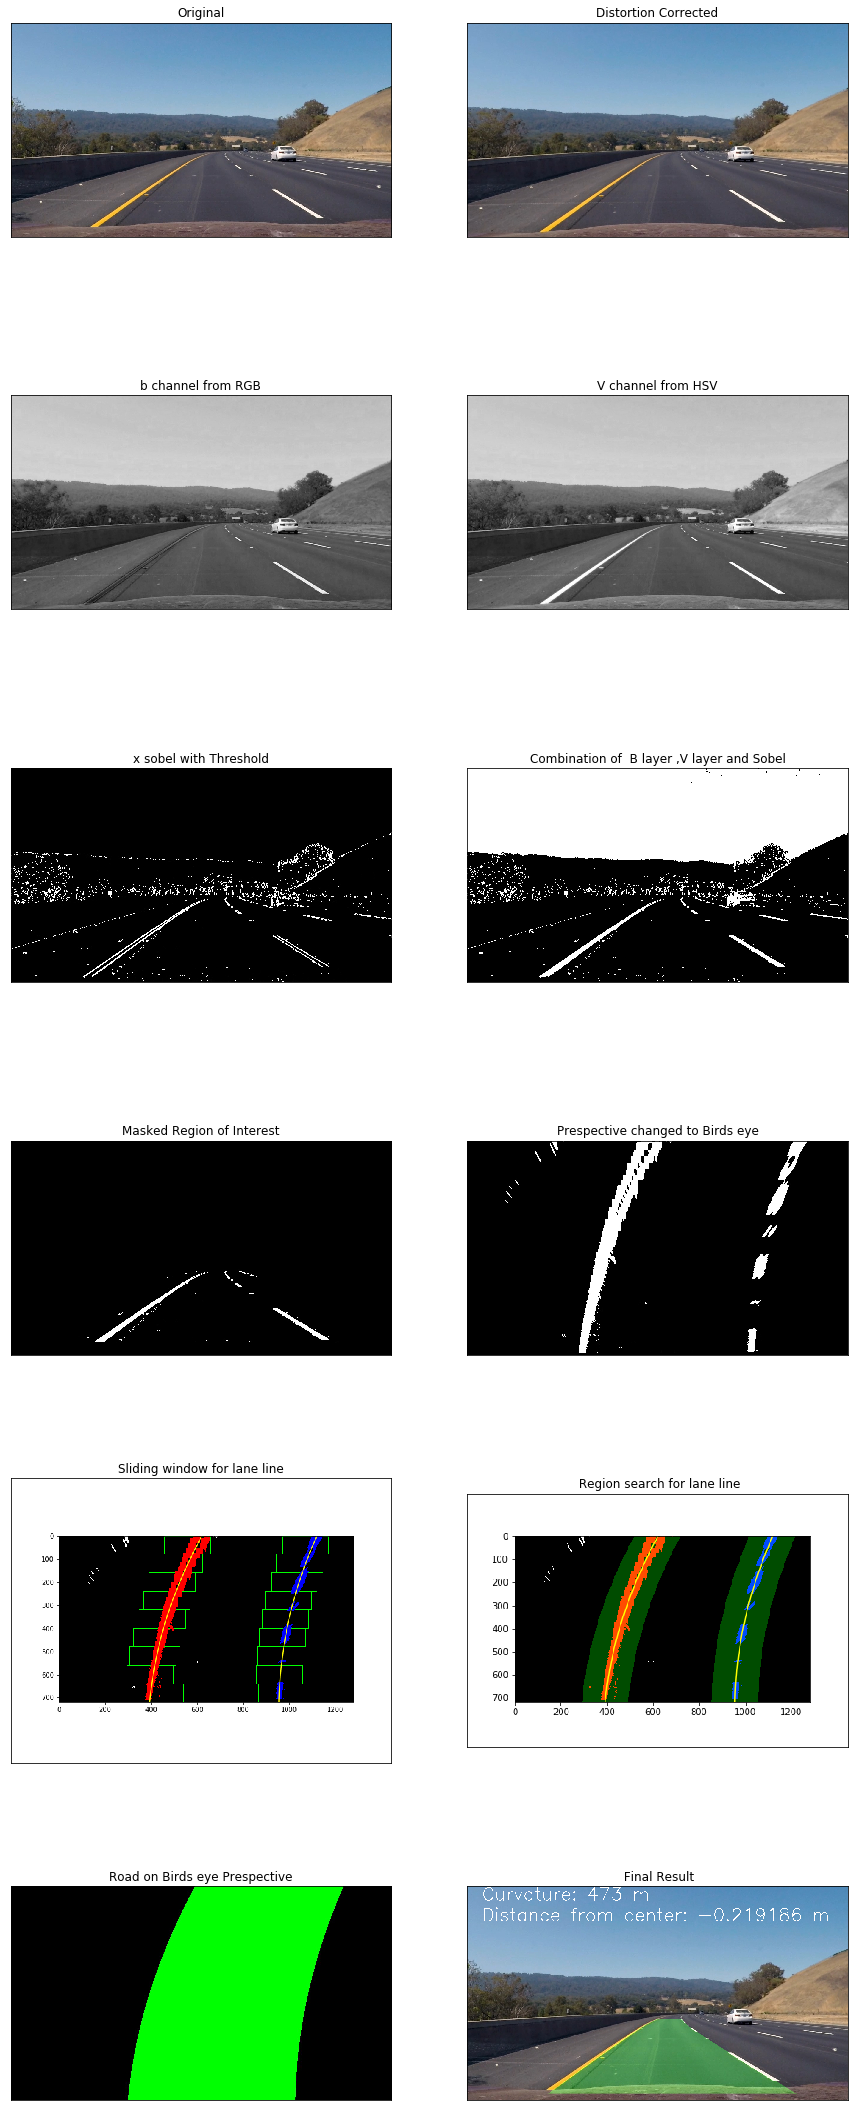 Original
Distortion Corrected
b channel from RGB
V channel from HSV
x sobel with Threshold
Combination of  B layer ,V layer and Sobel
Masked Region of Interest
Prespective changed to Birds eye
Sliding window for lane line
Region search for lane line
0
100
200
300
400
500
600
700
0 200 400 600 800 1000 1200
0
100
200
300
400
500
600
700
0 200 400 600 800 1000 1200
Road on Birds eye Prespective
Final Result
Curvature: 473 m
Distance from center: -0.219186 m